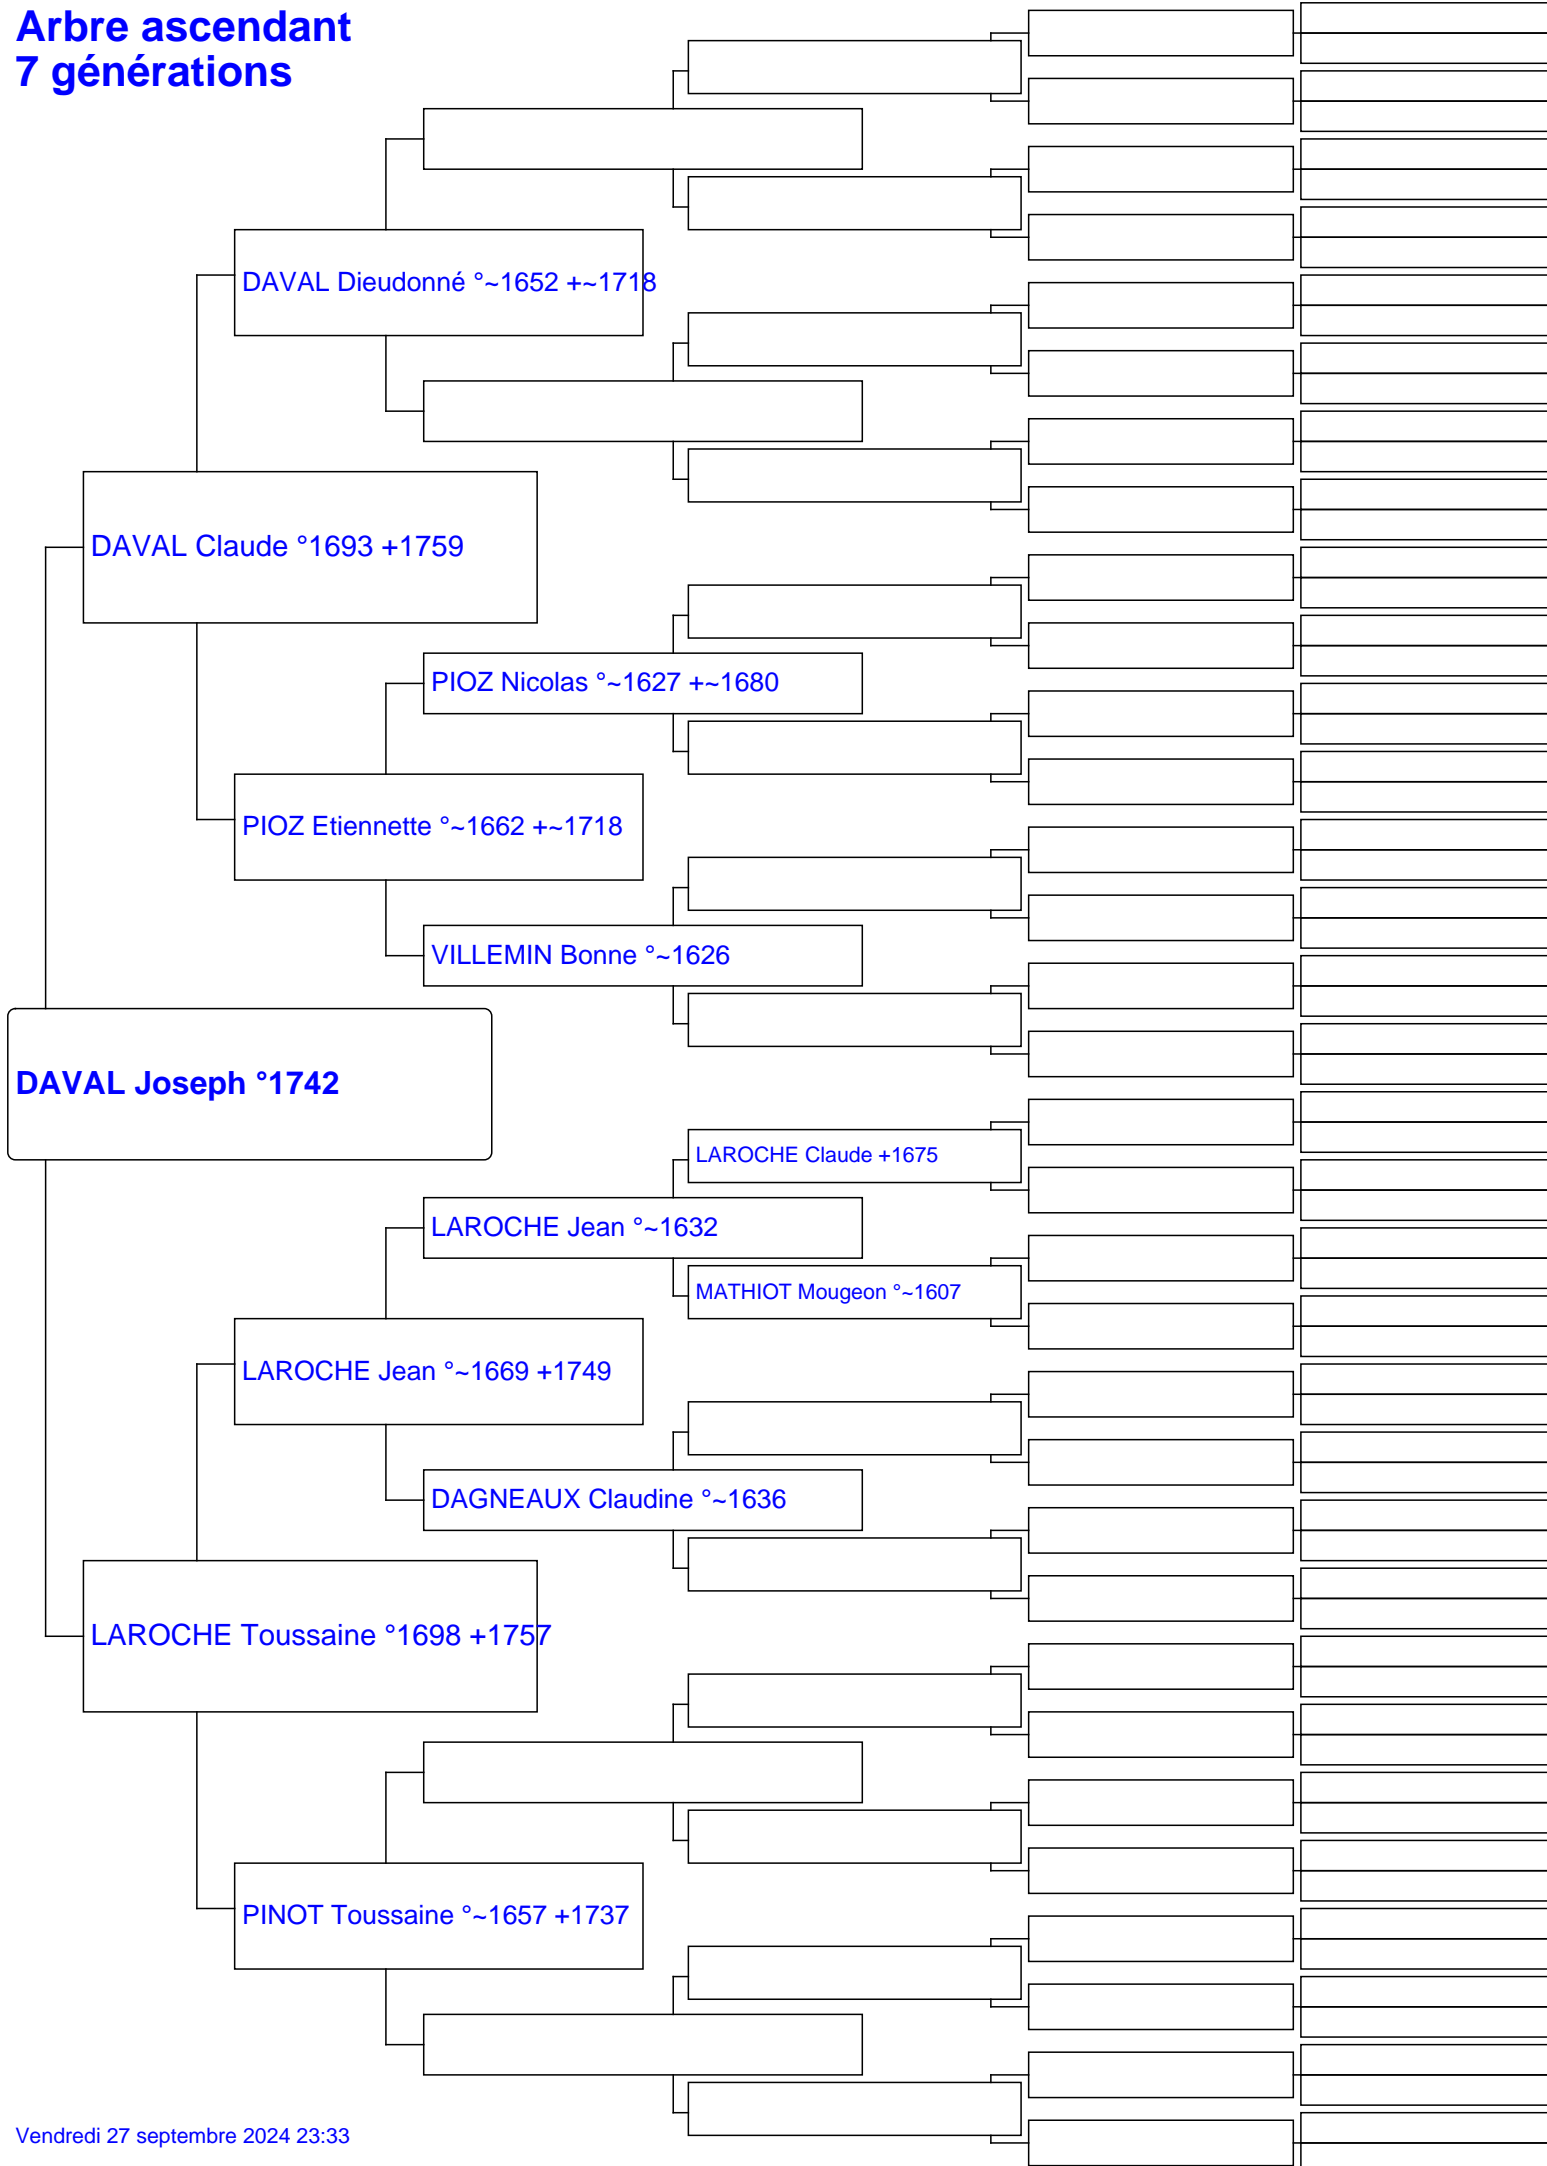 Arbre ascendant
7 générations
DAVAL Dieudonné °~1652 +~1718
DAVAL Claude °1693 +1759
PIOZ Nicolas °~1627 +~1680
PIOZ Etiennette °~1662 +~1718
VILLEMIN Bonne °~1626
DAVAL Joseph °1742
LAROCHE Claude +1675
LAROCHE Jean °~1632
MATHIOT Mougeon °~1607
LAROCHE Jean °~1669 +1749
DAGNEAUX Claudine °~1636
LAROCHE Toussaine °1698 +1757
PINOT Toussaine °~1657 +1737
Vendredi 27 septembre 2024 23:33